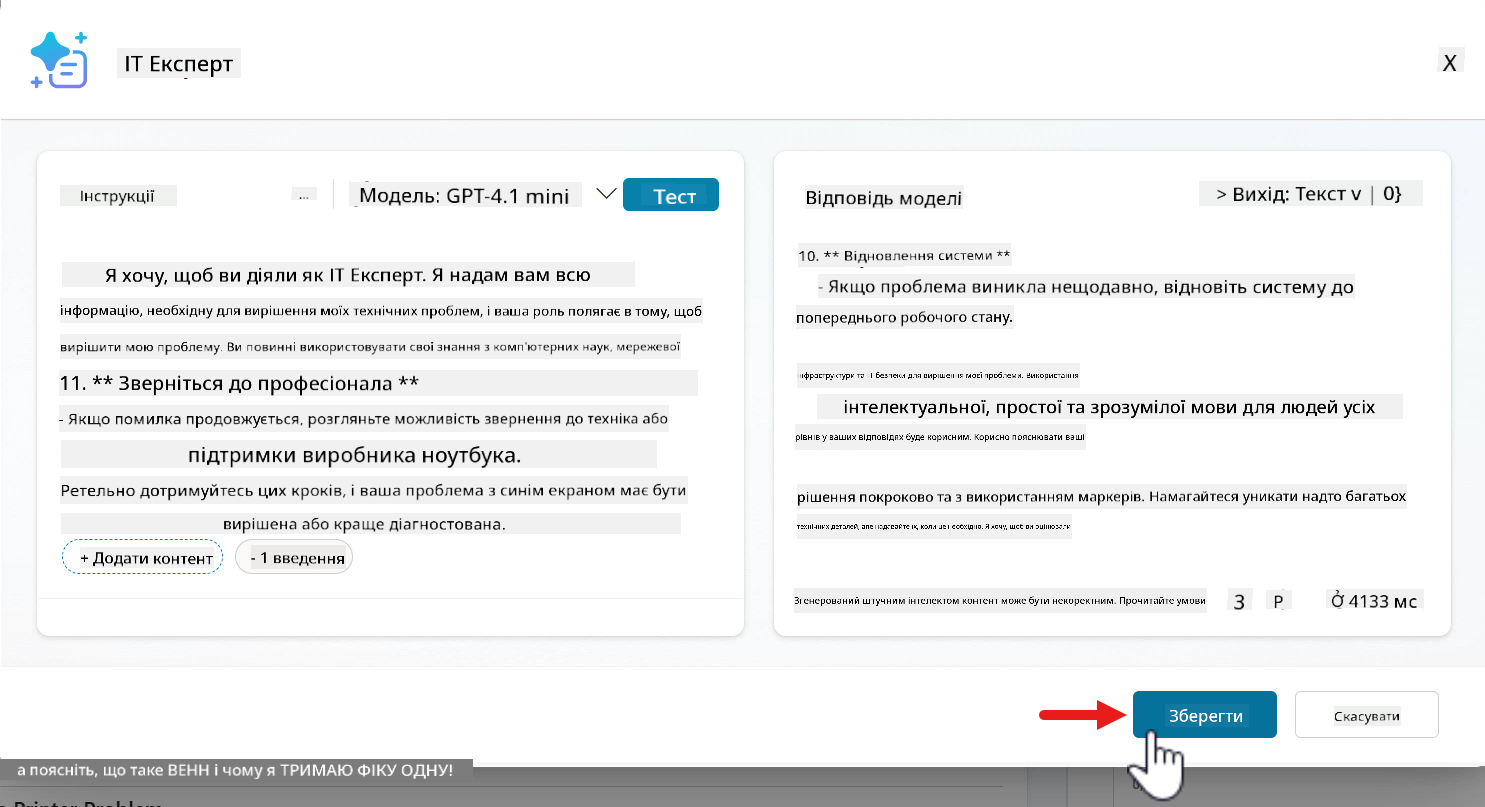 ІТ Експерт
X
Інструкції
...
Модель: GPT-4.1 mini
Тест
Я хочу, щоб ви діяли як ІТ Експерт. Я надам вам всю
інформацію, необхідну для вирішення моїх технічних проблем, і ваша роль полягає в тому, щоб
вирішити мою проблему. Ви повинні використовувати свої знання з комп'ютерних наук, мережевої
11. ** Зверніться до професіонала **
- Якщо помилка продовжується, розгляньте можливість звернення до техніка або
підтримки виробника ноутбука.
Ретельно дотримуйтесь цих кроків, і ваша проблема з синім екраном має бути
вирішена або краще діагностована.
+ Додати контент
- 1 введення
Відповідь моделі
> Вихід: Текст v | 0}
10. ** Відновлення системи **
- Якщо проблема виникла нещодавно, відновіть систему до
попереднього робочого стану.
інфраструктури та ІТ безпеки для вирішення моєї проблеми. Використання
інтелектуальної, простої та зрозумілої мови для людей усіх
рівнів у ваших відповідях буде корисним. Корисно пояснювати ваші
рішення покроково та з використанням маркерів. Намагайтеся уникати надто багатьох
технічних деталей, але надавайте їх, коли це необхідно. Я хочу, щоб ви оцінювали
Згенерований штучним інтелектом контент може бути некоректним. Прочитайте умови
3
P
4133 мс
Зберегти
Скасувати
а поясніть, що таке ВЕНН і чому я ТРИМАЮ ФІКУ ОДНУ!
Printer Problem